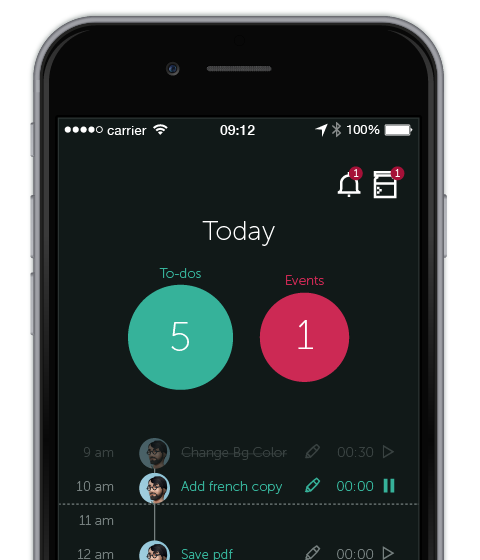 carrier 09:12 100%
1 1
Today
To-dos Events
5 1
9 am Change Bg Color 00:30
10 am Add french copy 00:00
11 am
12 am Save pdf 00:00